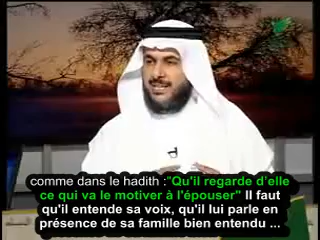 comme dans le hadith :"Qu'il regarde d'elle
ce qui va le motiver à l'épouser" Il faut
qu'il entende sa voix, qu'il lui parle en
présence de sa famille bien entendu ...